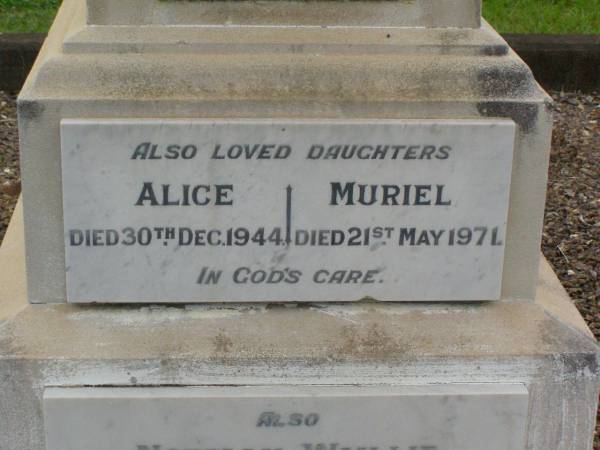 ALSO LOVED DAUGHTERS
ALICE MURIEL
DIED 30TH DEC. 1944. DIED 21ST MAY 1971.
IN GOD'S CARE.
ALSO